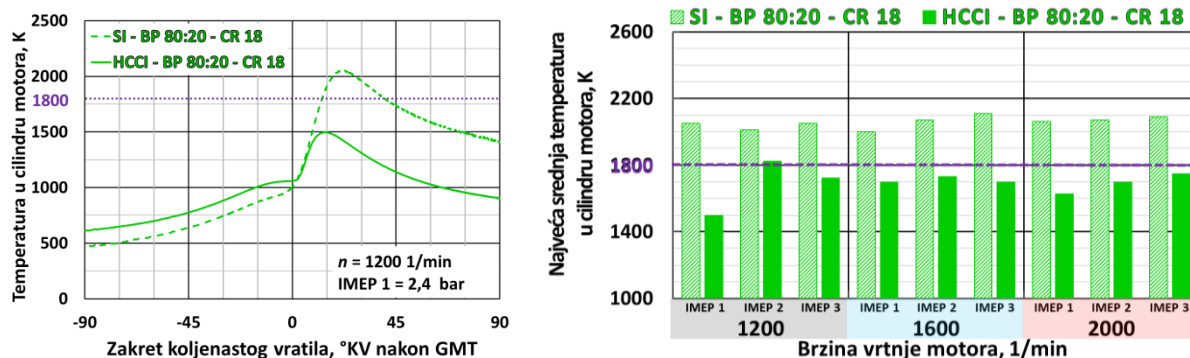 Temperatura u cilindru motora, K
2500
2000
1800
1500
1000
500
0
SI - BP 80:20 - CR 18
HCCI - BP 80:20 - CR 18
n = 1200 1/min
IMEP 1 = 2,4 bar
-90 -45 0 45 90
Zakret koljenastog vratila, °KV nakon GMT
SI - BP 80:20 - CR 18 HCCI - BP 80:20 - CR 18
Najveća srednja temperatura
u cilindru motora, K
2600
2200
1800
1400
1000
IMEP 1 IMEP 2 IMEP 3 IMEP 1 IMEP 2 IMEP 3 IMEP 1 IMEP 2 IMEP 3
1200 1600 2000
Brzina vrtnje motora, 1/min